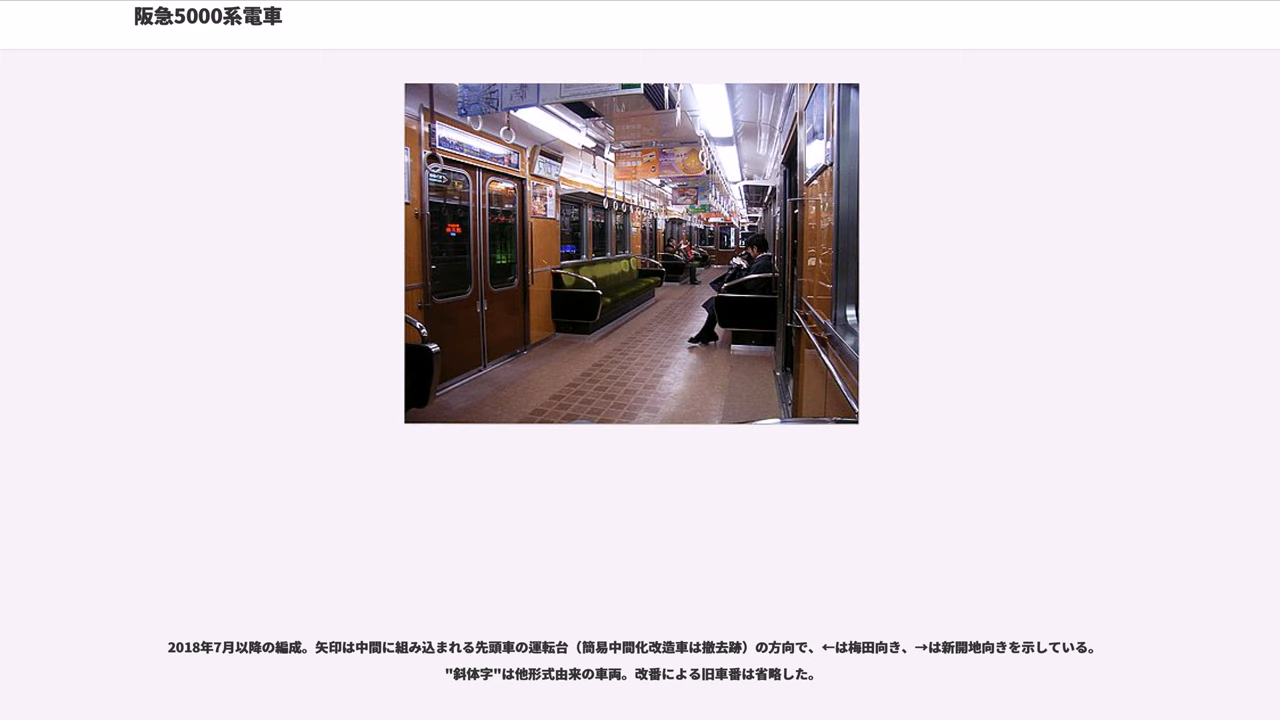 阪急5000系電車
2018年7月以降の編成。矢印は中間に組み込まれる先頭車の運転台（簡易中間化改造車は撤去跡）の方向で、←は梅田向き、→は新開地向きを示している。
"斜体字"は他形式由来の車両。改番による旧車番は省略した。